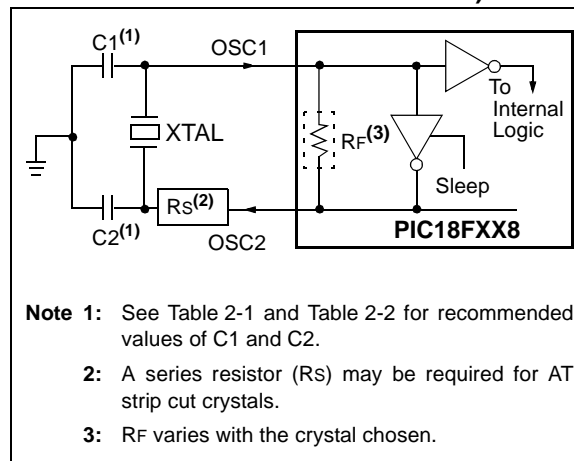 C1(1)
OSC1
To
Internal
Logic
XTAL
RF(3)
Sleep
C2(1)
RS(2)
OSC2
PIC18FXX8
Note 1: See Table 2-1 and Table 2-2 for recommended
values of C1 and C2.
2: A series resistor (RS) may be required for AT
strip cut crystals.
3: RF varies with the crystal chosen.